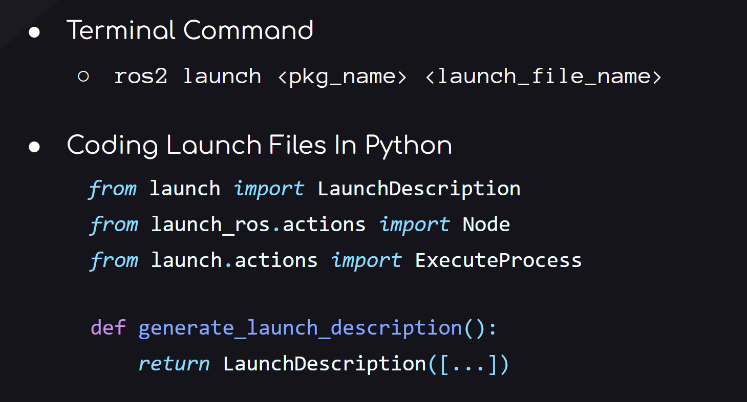 ● Terminal Command
○ ros2 launch <pkg_name> <launch_file_name>
● Coding Launch Files In Python
from launch import LaunchDescription
from launch_ros.actions import Node
from launch.actions import ExecuteProcess
def generate_launch_description():
    return LaunchDescription([...])